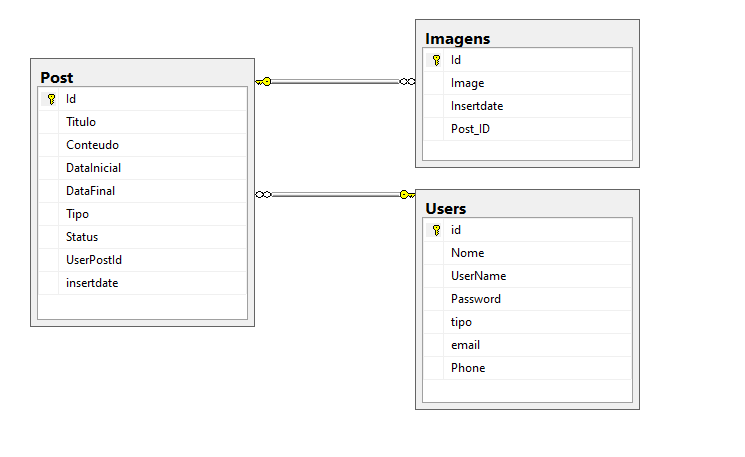 Post
Id
Titulo
Conteudo
DataInicial
DataFinal
Tipo
Status
UserPostId
insertdate
Imagens
Id
Image
Insertdate
Post_ID
Users
id
Nome
UserName
Password
tipo
email
Phone